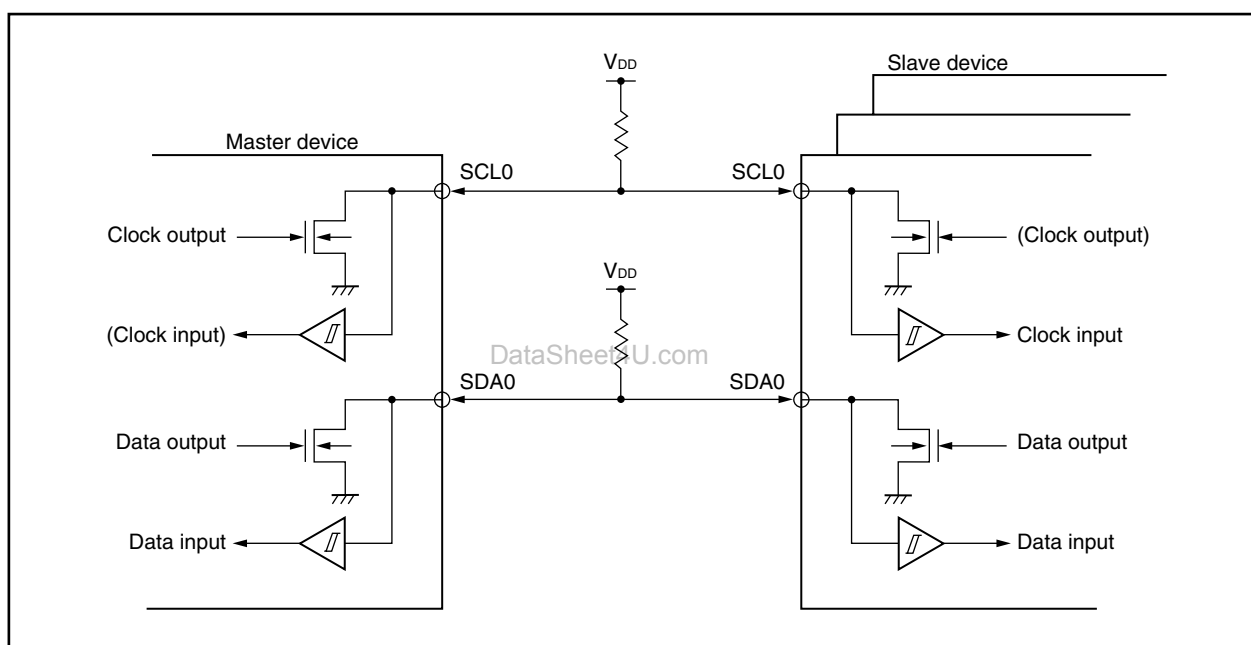 VDD
Slave device
Master device
SCL0
SCL0
Clock output
(Clock output)
VDD
(Clock input)
Clock input
DataSheet4U.com
SDA0
SDA0
Data output
Data output
Data input
Data input